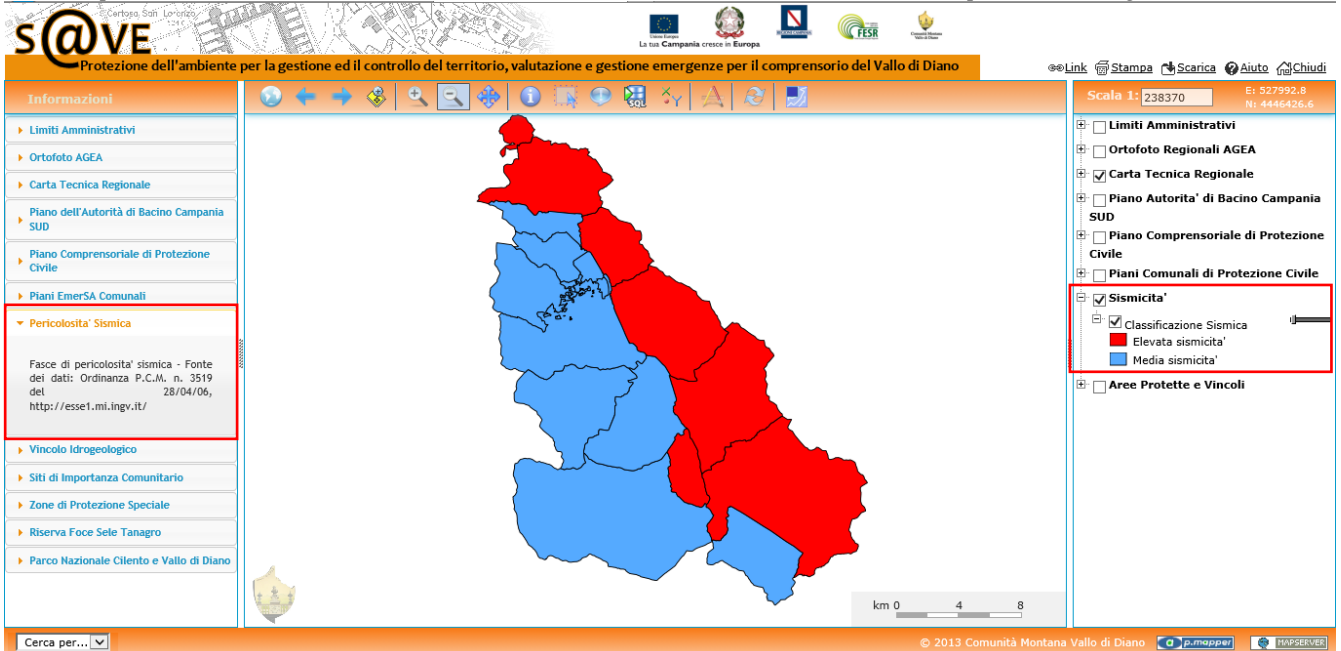 Certosa San Lorenzo
S@VE
Unione Europea
La tua Campania cresce in Europa
FESR
Protezione dell'ambiente per la gestione ed il controllo del territorio, valutazione e gestione emergenze per il comprensorio del Vallo di Diano
Link Stampa Scarica Aiuto Chiudi
Informazioni
Limiti Amministrativi
Ortofoto AGEA
Carta Tecnica Regionale
Piano dell'Autorità di Bacino Campania
SUD
Piano Comprensoriale di Protezione
Civile
Piani EmerSA Comunali
Pericolosita' Sismica
Fasce di pericolosita' sismica - Fonte
dei dati: Ordinanza P.C.M. n. 3519
del 28/04/06,
http://esse1.mi.ingv.it/
Vincolo Idrogeologico
Siti di Importanza Comunitario
Zone di Protezione Speciale
Riserva Foce Sele Tanagro
Parco Nazionale Cilento e Vallo di Diano
SQL
km 0 4 8
Scala 1: 238370
E: 527992.8
N: 4446426.6
Limiti Amministrativi
Ortofoto Regionali AGEA
Carta Tecnica Regionale
Piano Autorita' di Bacino Campania
SUD
Piano Comprensoriale di Protezione
Civile
Piani Comunali di Protezione Civile
Sismicita'
Classificazione Sismica
Elevata sismicita'
Media sismicita'
Aree Protette e Vincoli
Cerca per...
© 2013 Comunità Montana Vallo di Diano
p.mapper
MAPSERVER